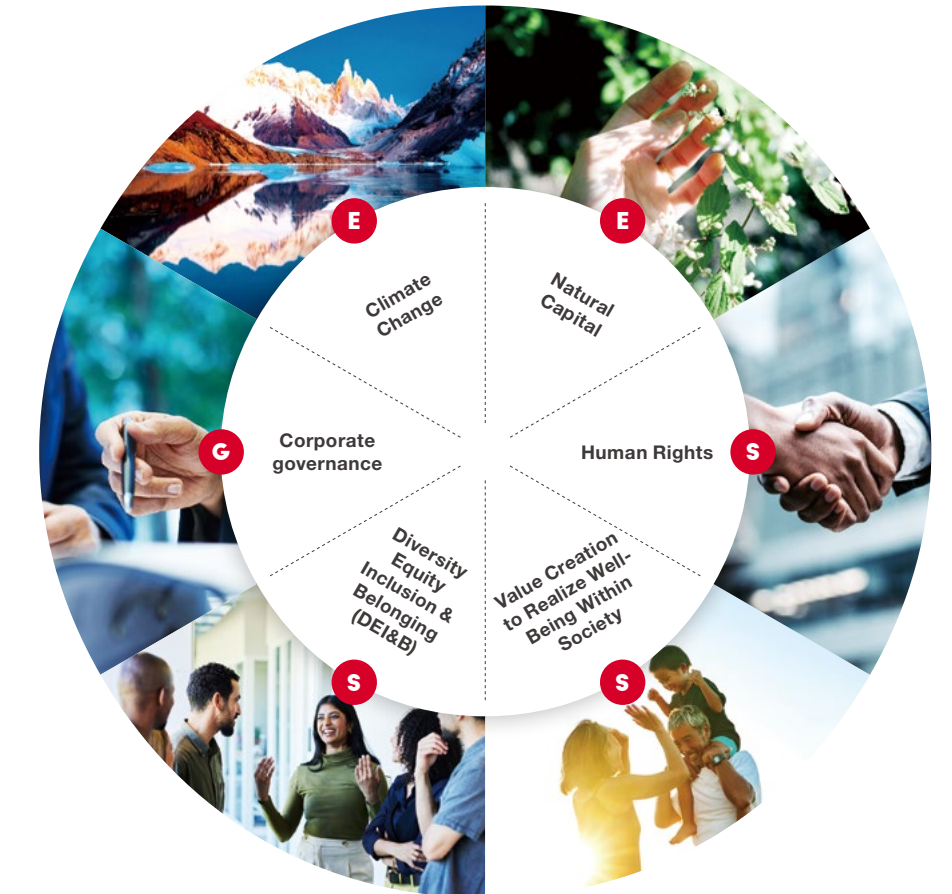 E
E
Climate
Change
Natural
Capital
G
Corporate
governance
Human Rights
S
Diversity
Equity
Inclusion &
Belonging
(DEI&B)
Value Creation
to Realize Well-
Being Within
Society
S
S